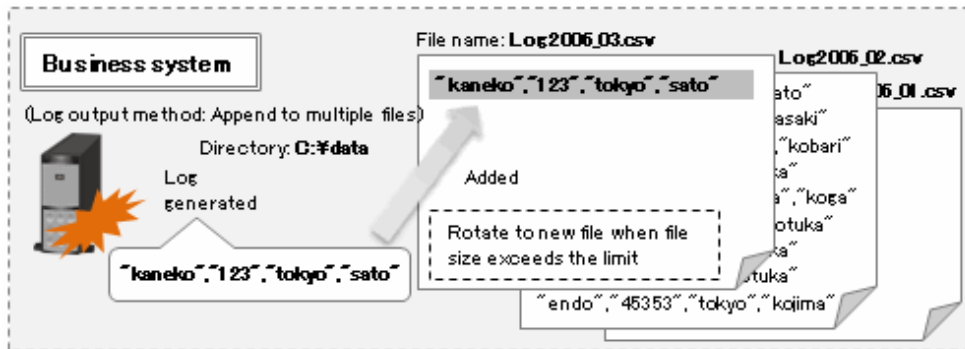 File name: Log2006_03.csv
Business system
Log2006_02.csv
"kaneko","123","tokyo","sato"
ato"
06_01.csv
(Log output method: Append to multiple files)
asaki
,"kobari"
Directory: C:¥data
ka"
Log
generated
Added
a","koga"
otuka"
Rotate to new file when file
size exceeds the limit
ka"
otuka"
"kaneko","123","tokyo","sato"
"endo","45353","tokyo","kojima"